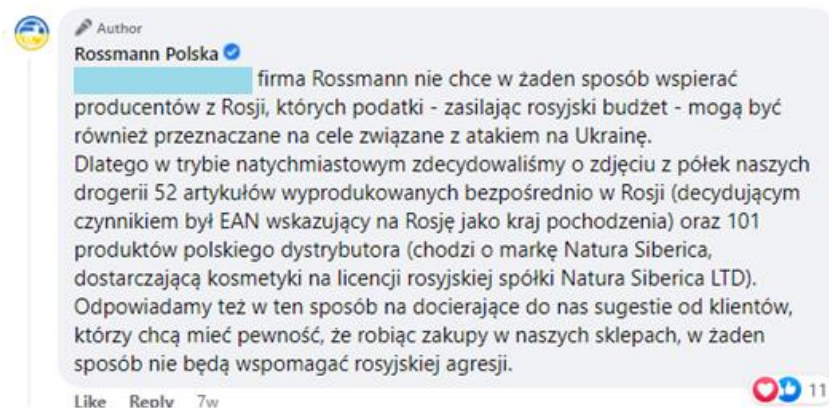 Author
Rossmann Polska
firma Rossmann nie chce w żaden sposób wspierać
producentów z Rosji, których podatki - zasilając rosyjski budżet - mogą być
również przeznaczane na cele związane z atakiem na Ukrainę.
Dlatego w trybie natychmiastowym zdecydowaliśmy o zdjęciu z półek naszych
drogerii 52 artykułów wyprodukowanych bezpośrednio w Rosji (decydującym
czynnikiem był EAN wskazujący na Rosję jako kraj pochodzenia) oraz 101
produktów polskiego dystrybutora (chodzi o markę Natura Siberica,
dostarczającą kosmetyki na licencji rosyjskiej spółki Natura Siberica LTD).
Odpowiadamy też w ten sposób na docierające do nas sugestie od klientów,
którzy chcą mieć pewność, że robiąc zakupy w naszych sklepach, w żaden
sposób nie będą wspomagać rosyjskiej agresji.
Like Reply 7w
11